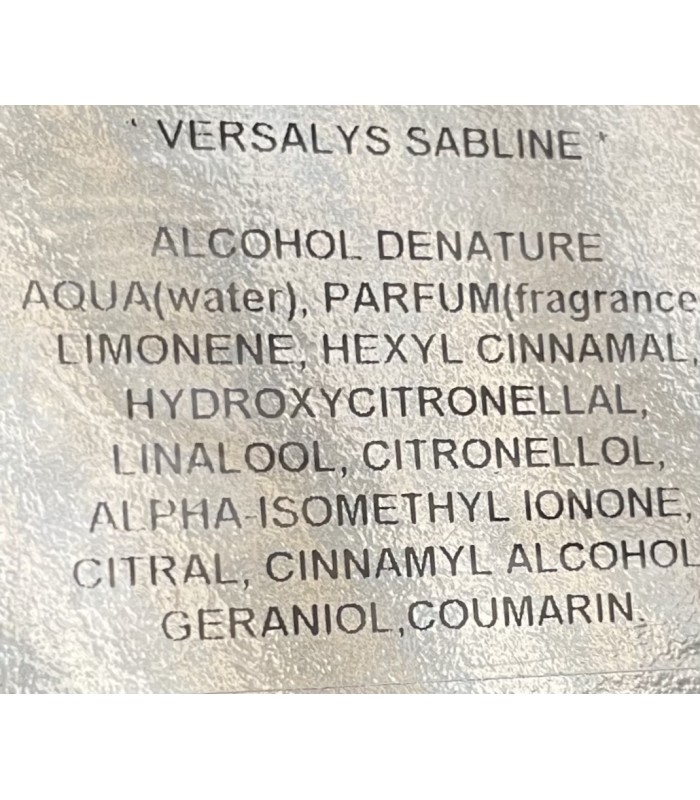 * VERSALYS SABLINE *
ALCOHOL DENATURE
AQUA(water), PARFUM(fragrance
LIMONENE, HEXYL CINNAMAL,
HYDROXYCITRONELLAL,
LINALOOL, CITRONELLOL,
ALPHA-ISOMETHYL IONONE,
CITRAL, CINNAMYL ALCOHOL
GERANIOL,COUMARIN.